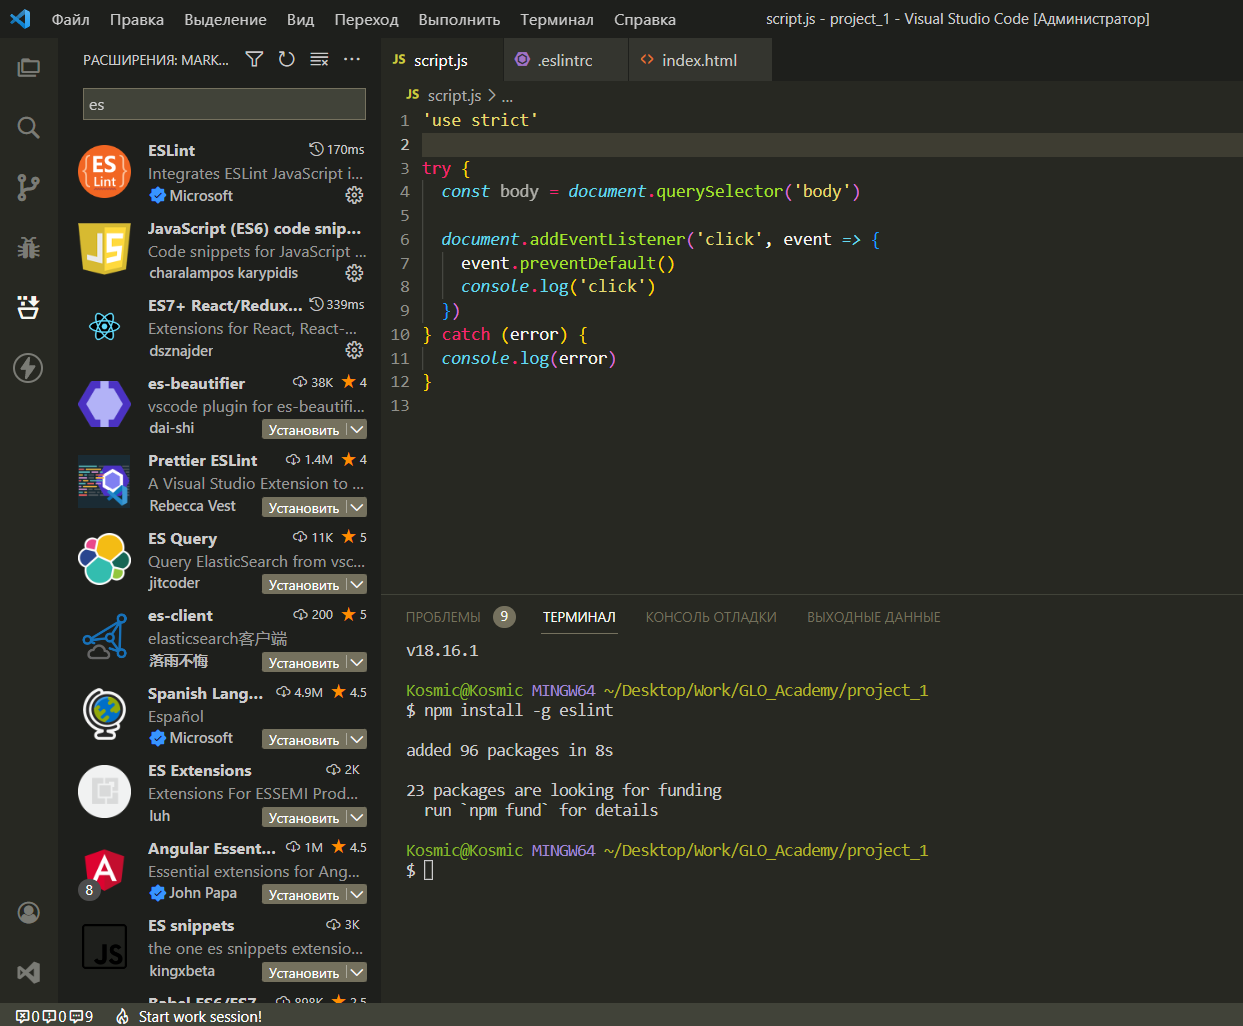 Файл Правка Выделение Вид Переход Выполнить Терминал Справка script.js - project_1 - Visual Studio Code [Администратор]
РАСШИРЕНИЯ: MARK...
es
ESLint 170ms
Integrates ESLint JavaScript i...
Microsoft
JavaScript (ES6) code snip...
Code snippets for JavaScript ...
charalampos karypidis
ES7+ React/Redux... 339ms
Extensions for React, React-...
dsznajder
es-beautifier 38K 4
vscode plugin for es-beautifi...
dai-shi Установить
Prettier ESLint 1.4M 4
A Visual Studio Extension to ...
Rebecca Vest Установить
ES Query 11K 5
Query ElasticSearch from vsc...
jitcoder Установить
es-client 200 5
elasticsearch客户端
落雨不悔 Установить
Spanish Lang... 4.9M 4.5
Español
Microsoft Установить
ES Extensions 2K
Extensions For ESSEMI Prod...
luh Установить
Angular Essent... 1M 4.5
Essential extensions for Ang...
John Papa Установить
8
ES snippets 3K
the one es snippets extensio...
kingxbeta Установить
Babel ES6/ES7 898K 2.5
ES
Lint
JS
JS
JS script.js .eslintrc index.html
JS script.js > ...
1 'use strict'
2
3 try {
4 const body = document.querySelector('body')
5
6 document.addEventListener('click', event => {
7 event.preventDefault()
8 console.log('click')
9 })
10 } catch (error) {
11 console.log(error)
12 }
13
ПРОБЛЕМЫ 9 ТЕРМИНАЛ КОНСОЛЬ ОТЛАДКИ ВЫХОДНЫЕ ДАННЫЕ
v18.16.1
Kosmic@Kosmic MINGW64 ~/Desktop/Work/GLO_Academy/project_1
$ npm install -g eslint
added 96 packages in 8s
23 packages are looking for funding
run `npm fund` for details
Kosmic@Kosmic MINGW64 ~/Desktop/Work/GLO_Academy/project_1
$
0 0 9 Start work session!